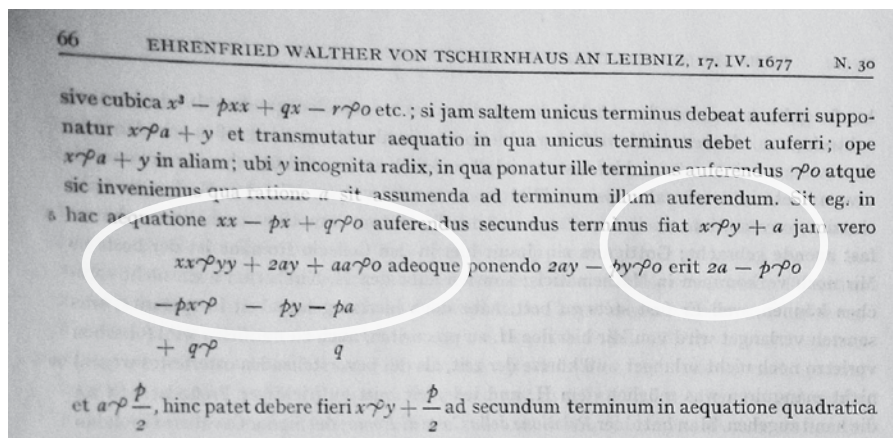 66 EHRENFRIED WALTHER VON TSCHIRNHAUS AN LEIBNIZ, 17. IV. 1677 N. 30
sive cubica x³ — pxx + qx — r∝0 etc.; si jam saltem unicus terminus debeat auferri suppo-
natur x∝a + y et transmutatur aequatio in qua unicus terminus debet auferri; ope
x∝a + y in aliam; ubi y incognita radix, in qua ponatur ille terminus auferendus ∝0 atque
sic inveniemus qua ratione a sit assumenda ad terminum illum auferendum. Sit eg. in
5 hac aequatione xx — px + q∝0 auferendus secundus terminus fiat x∝y + a jam vero
xx∝yy + 2ay + aa∝0 adeoque ponendo 2ay — py∝0 erit 2a — p∝0
—px∝ — py — pa
+ q∝ q
et a∝p/2, hinc patet debere fieri x∝y + p/2 ad secundum terminum in aequatione quadratica